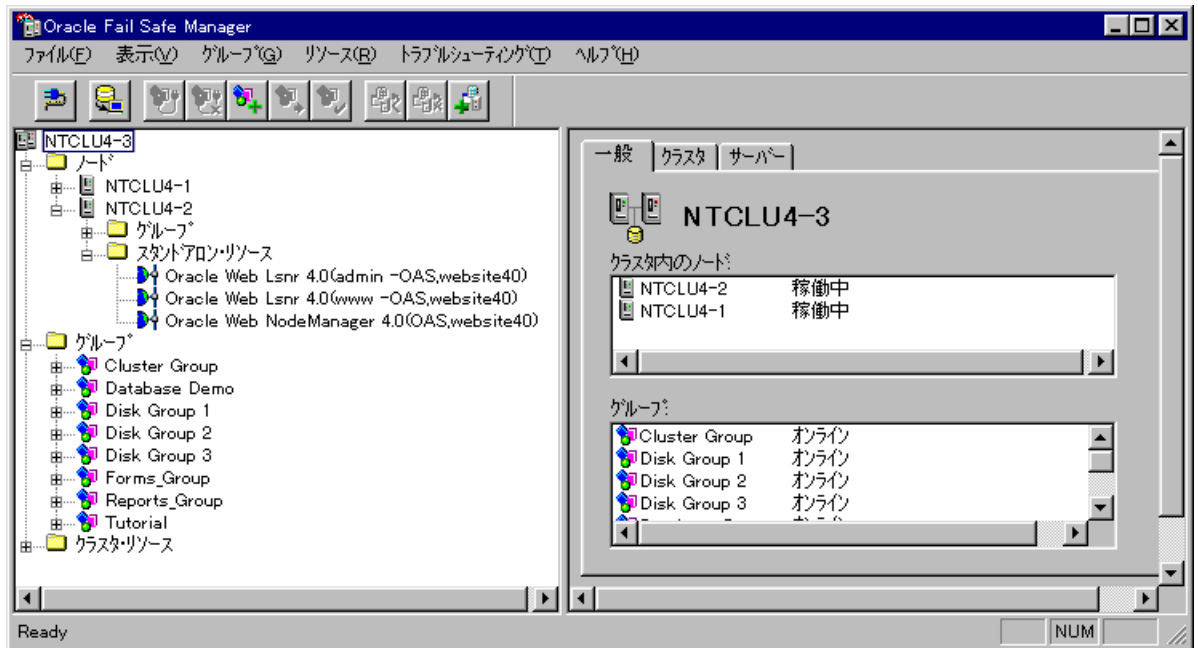 Oracle Fail Safe Manager
ファイル(F) 表示(V) グループ(G) リソース(R) トラブルシューティング(T) ヘルプ(H)
NTCLU4-3
ノード
NTCLU4-1
NTCLU4-2
グループ
スタンドアロン・リソース
Oracle Web Lsnr 4.0(admin -OAS,website40)
Oracle Web Lsnr 4.0(www -OAS,website40)
Oracle Web NodeManager 4.0(OAS,website40)
グループ
Cluster Group
Database Demo
Disk Group 1
Disk Group 2
Disk Group 3
Forms_Group
Reports_Group
Tutorial
クラスタ・リソース
一般 クラスタ サーバー
NTCLU4-3
クラスタ内のノード:
NTCLU4-2 稼働中
NTCLU4-1 稼働中
グループ:
Cluster Group オンライン
Disk Group 1 オンライン
Disk Group 2 オンライン
Disk Group 3 オンライン
Ready
NUM